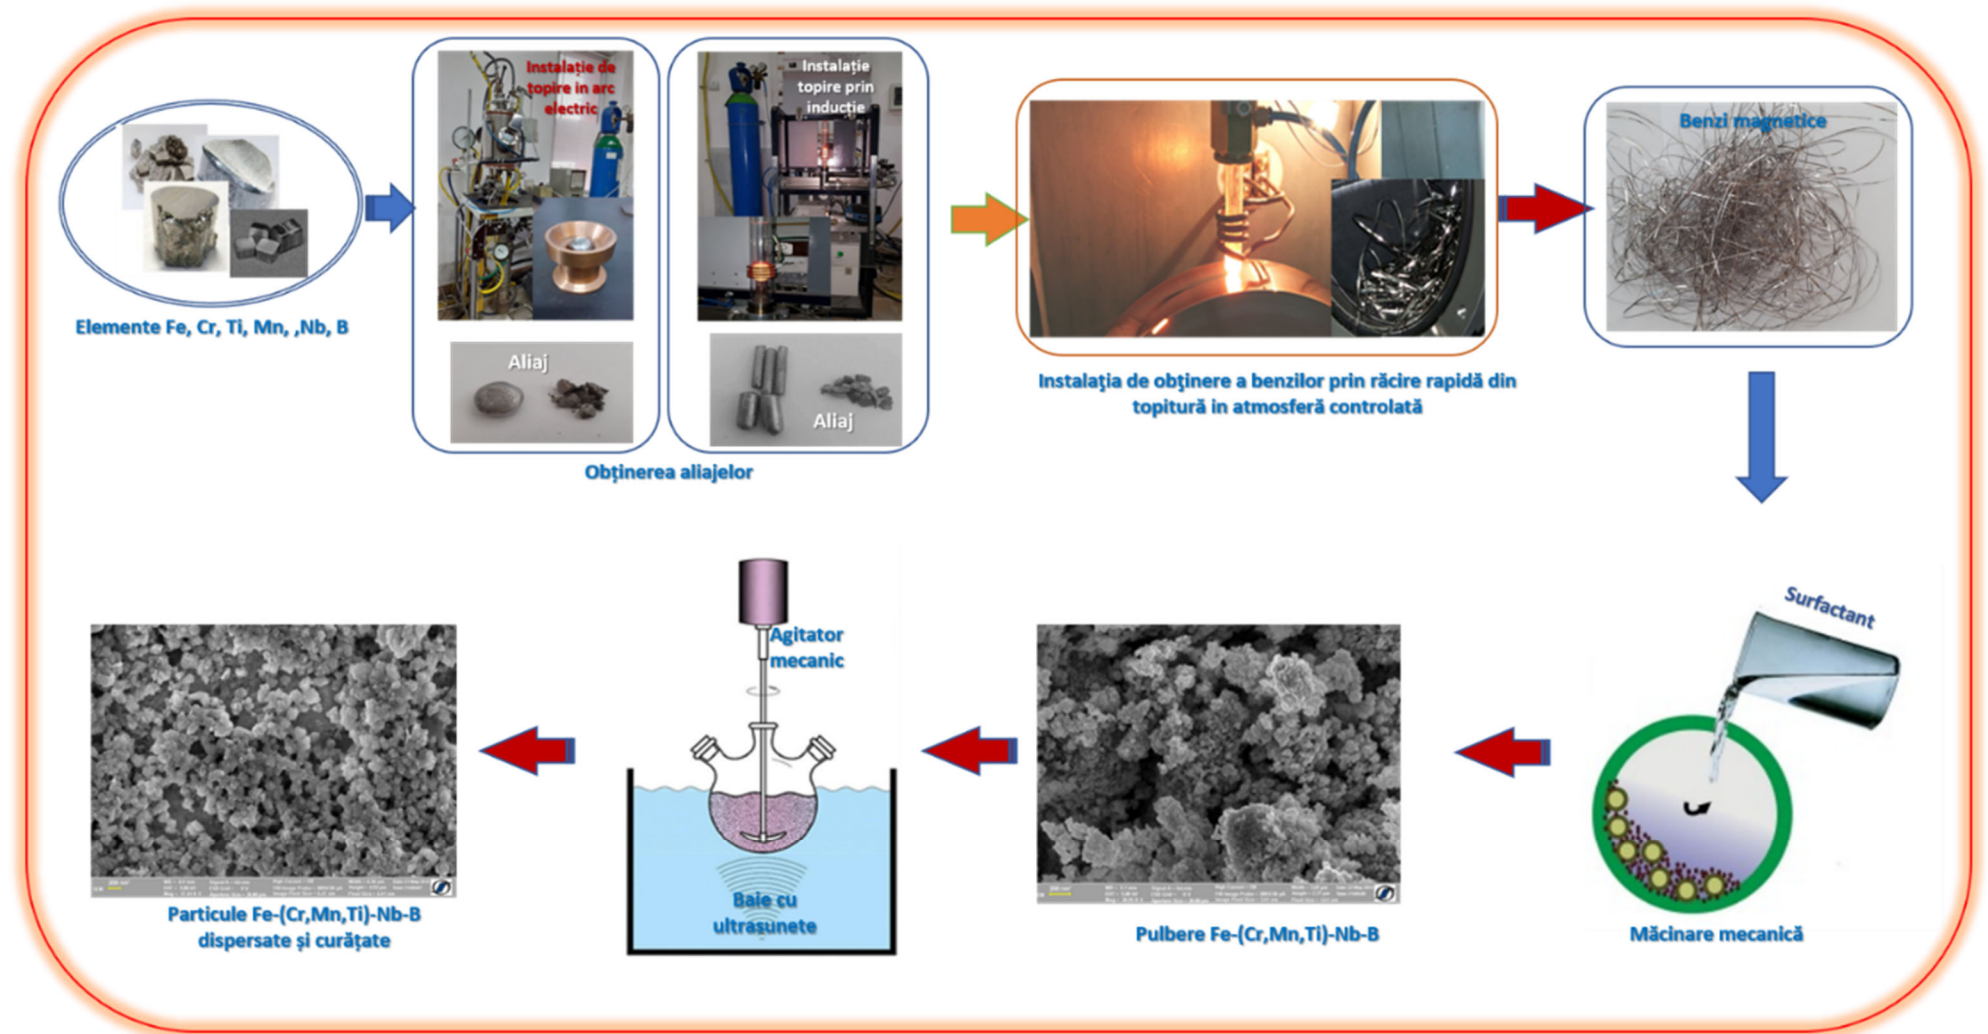 Elemente Fe, Cr, Ti, Mn, ,Nb, B
Instalație de
topire in arc
electric
Instalație
topire prin
inducție
Aliaj
Aliaj
Obținerea aliajelor
Instalația de obținere a benzilor prin răcire rapidă din
topitură in atmosferă controlată
Benzi magnetice
Surfactant
Măcinare mecanică
Pulbere Fe-(Cr,Mn,Ti)-Nb-B
Agitator
mecanic
Baie cu
ultrasunete
Particule Fe-(Cr,Mn,Ti)-Nb-B
dispersate și curățate